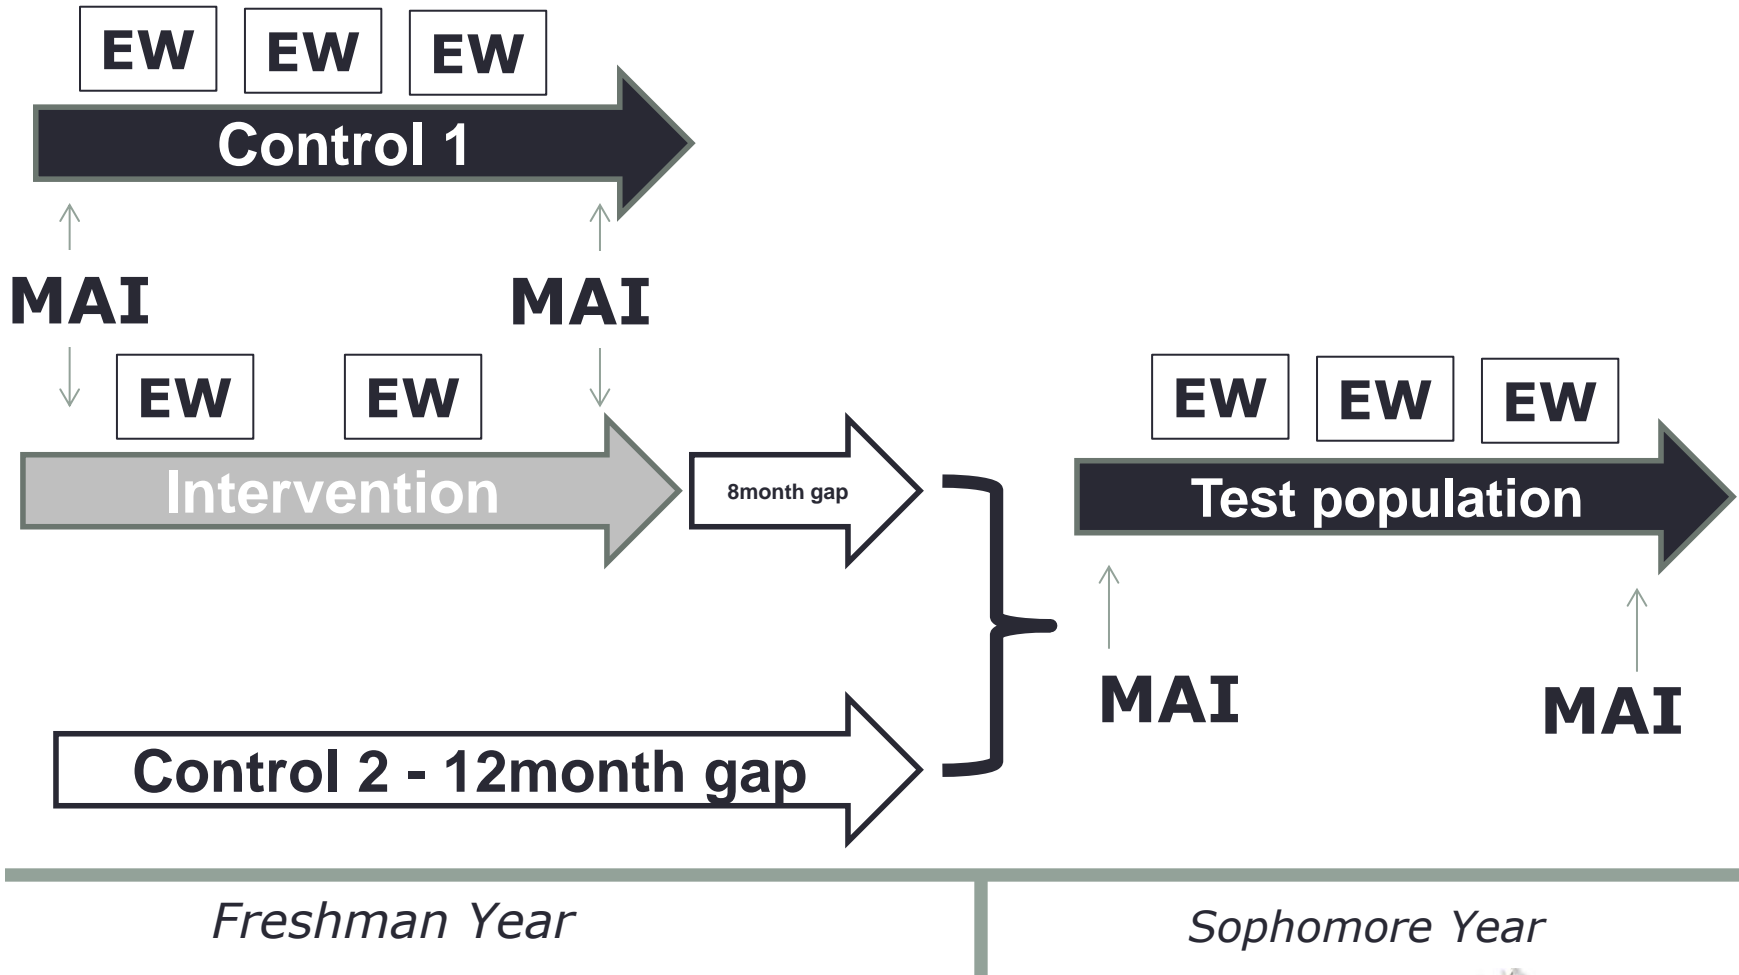 EW EW EW
Control 1
MAI MAI
EW EW
EW EW EW
Intervention
8month gap
Test population
MAI MAI
Control 2 - 12month gap
Freshman Year
Sophomore Year